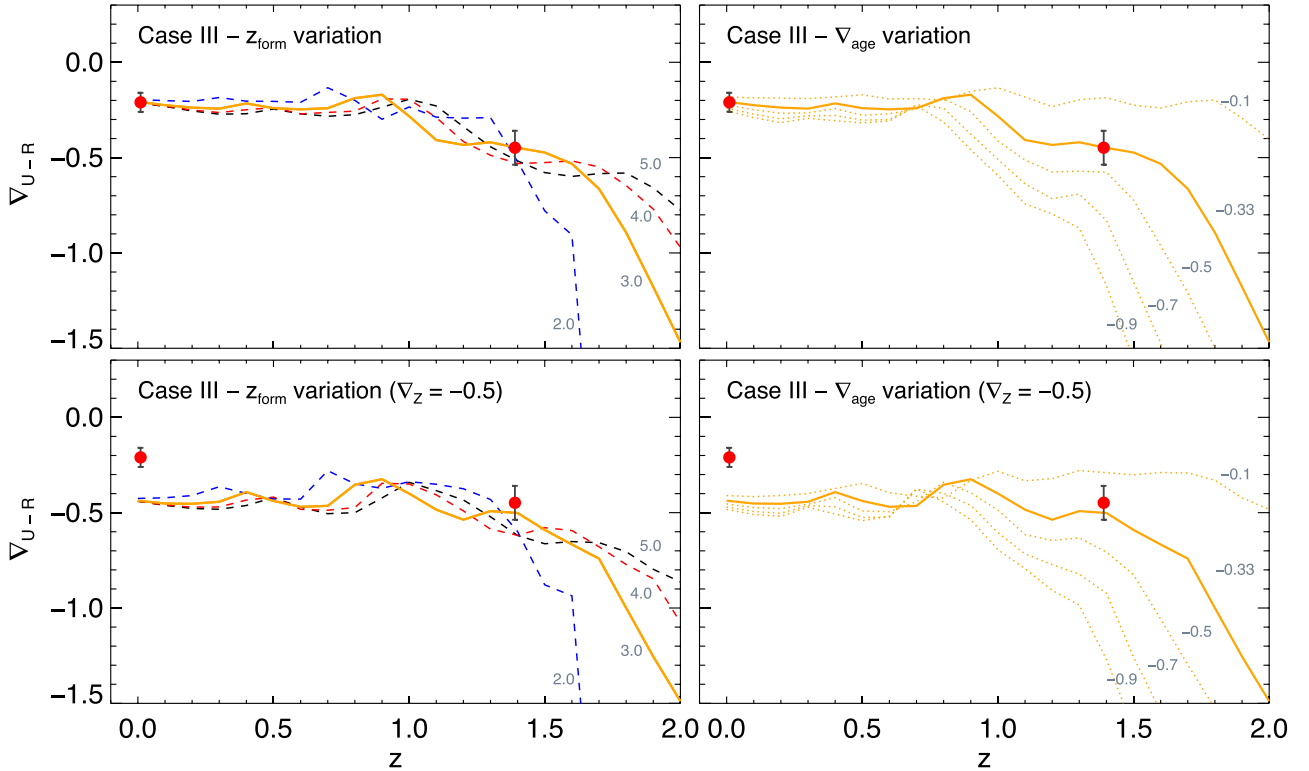 Case III − z_form variation
0.0
−0.5
−1.0
−1.5
∇_U − R
5.0
4.0
3.0
2.0
Case III − ∇_age variation
−0.1
−0.33
−0.5
−0.7
−0.9
Case III − z_form variation (∇_Z = −0.5)
0.0
−0.5
−1.0
−1.5
∇_U − R
5.0
4.0
3.0
2.0
0.0 0.5 1.0 1.5 2.0
z
Case III − ∇_age variation (∇_Z = −0.5)
−0.1
−0.33
−0.5
−0.7
−0.9
0.0 0.5 1.0 1.5 2.0
z